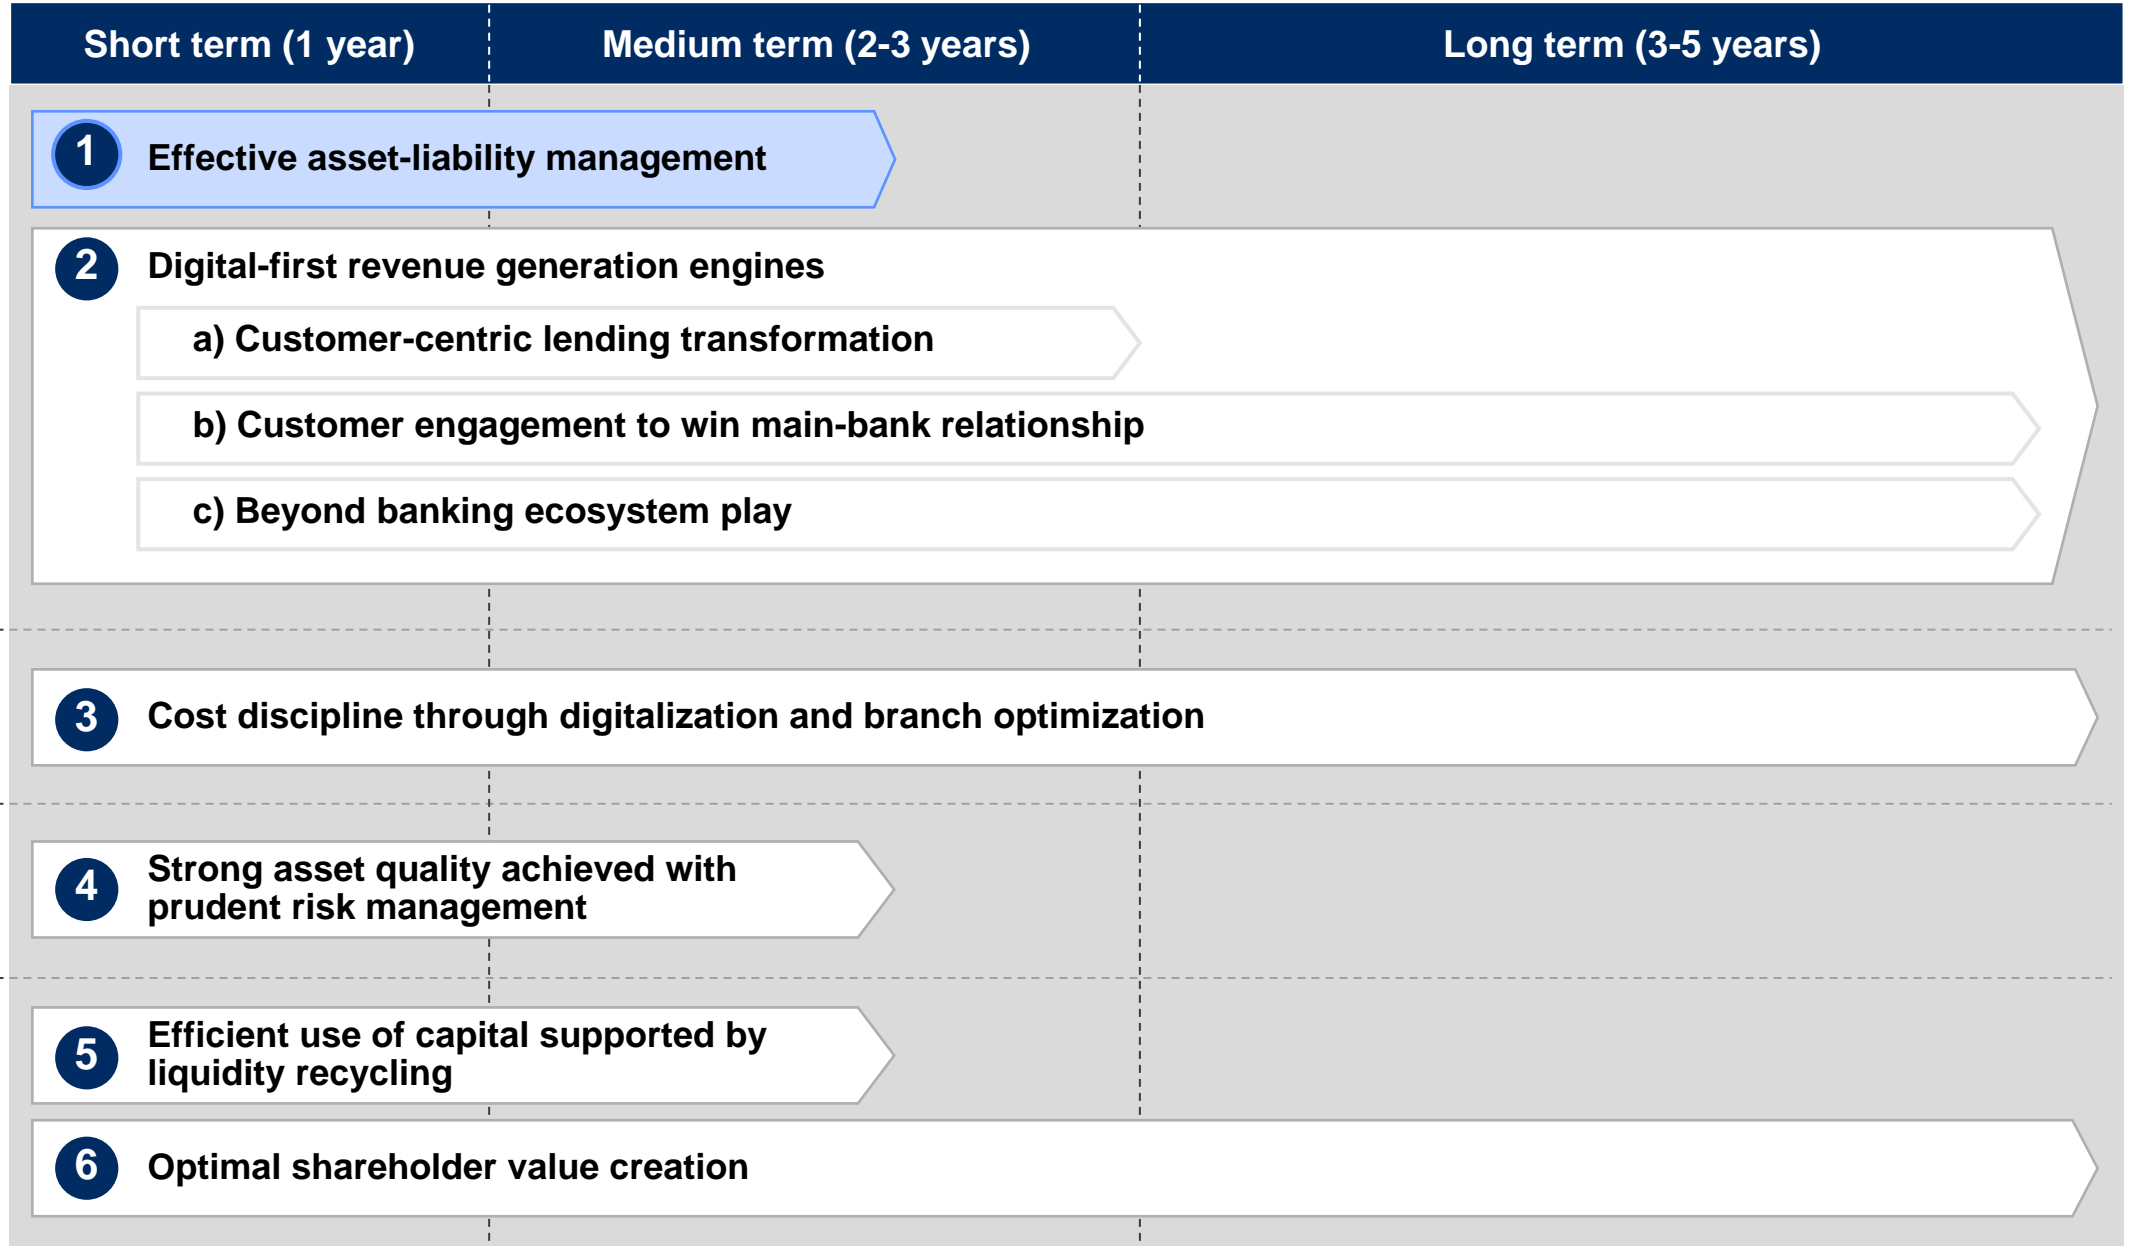 Short term (1 year)
Medium term (2-3 years)
Long term (3-5 years)
1
Effective asset-liability management
2
Digital-first revenue generation engines
a) Customer-centric lending transformation
b) Customer engagement to win main-bank relationship
c) Beyond banking ecosystem play
3
Cost discipline through digitalization and branch optimization
4
Strong asset quality achieved with
prudent risk management
5
Efficient use of capital supported by
liquidity recycling
6
Optimal shareholder value creation